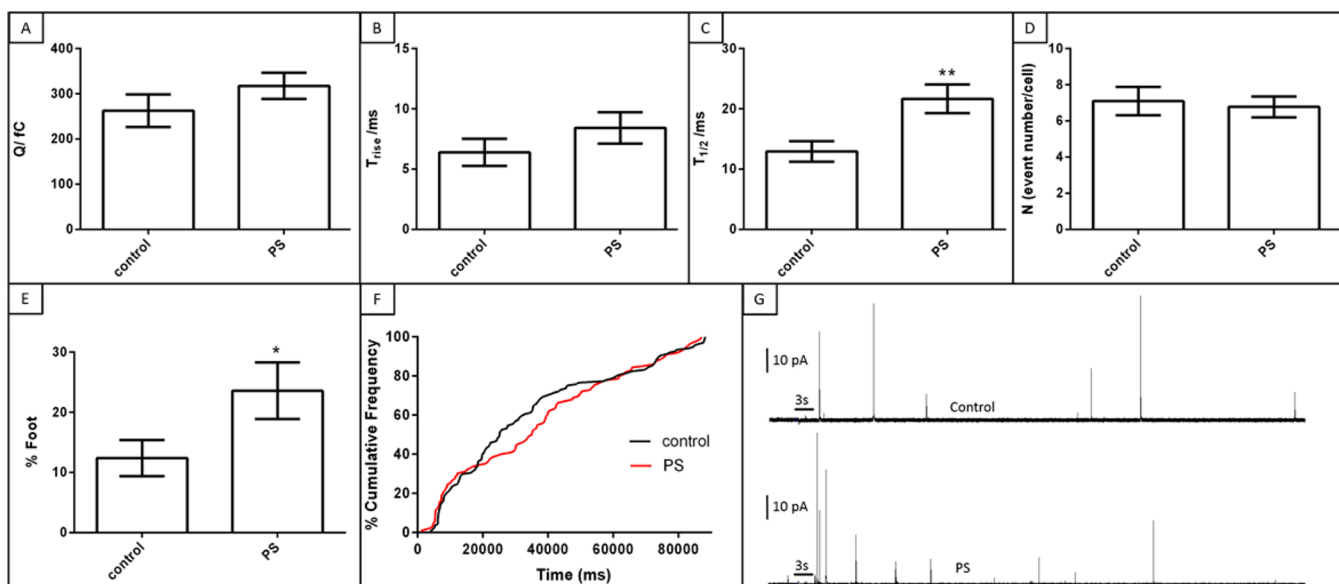 A
Q/ fC
400
300
200
100
0
control
PS
B
T_rise /ms
15
10
5
0
control
PS
C
T_1/2 /ms
30
20
10
0
**
control
PS
D
N (event number/cell)
10
8
6
4
2
0
control
PS
E
% Foot
30
20
10
0
*
control
PS
F
% Cumulative Frequency
100
80
60
40
20
0
control
PS
0 20000 40000 60000 80000
Time (ms)
G
10 pA
3s
Control
10 pA
3s
PS